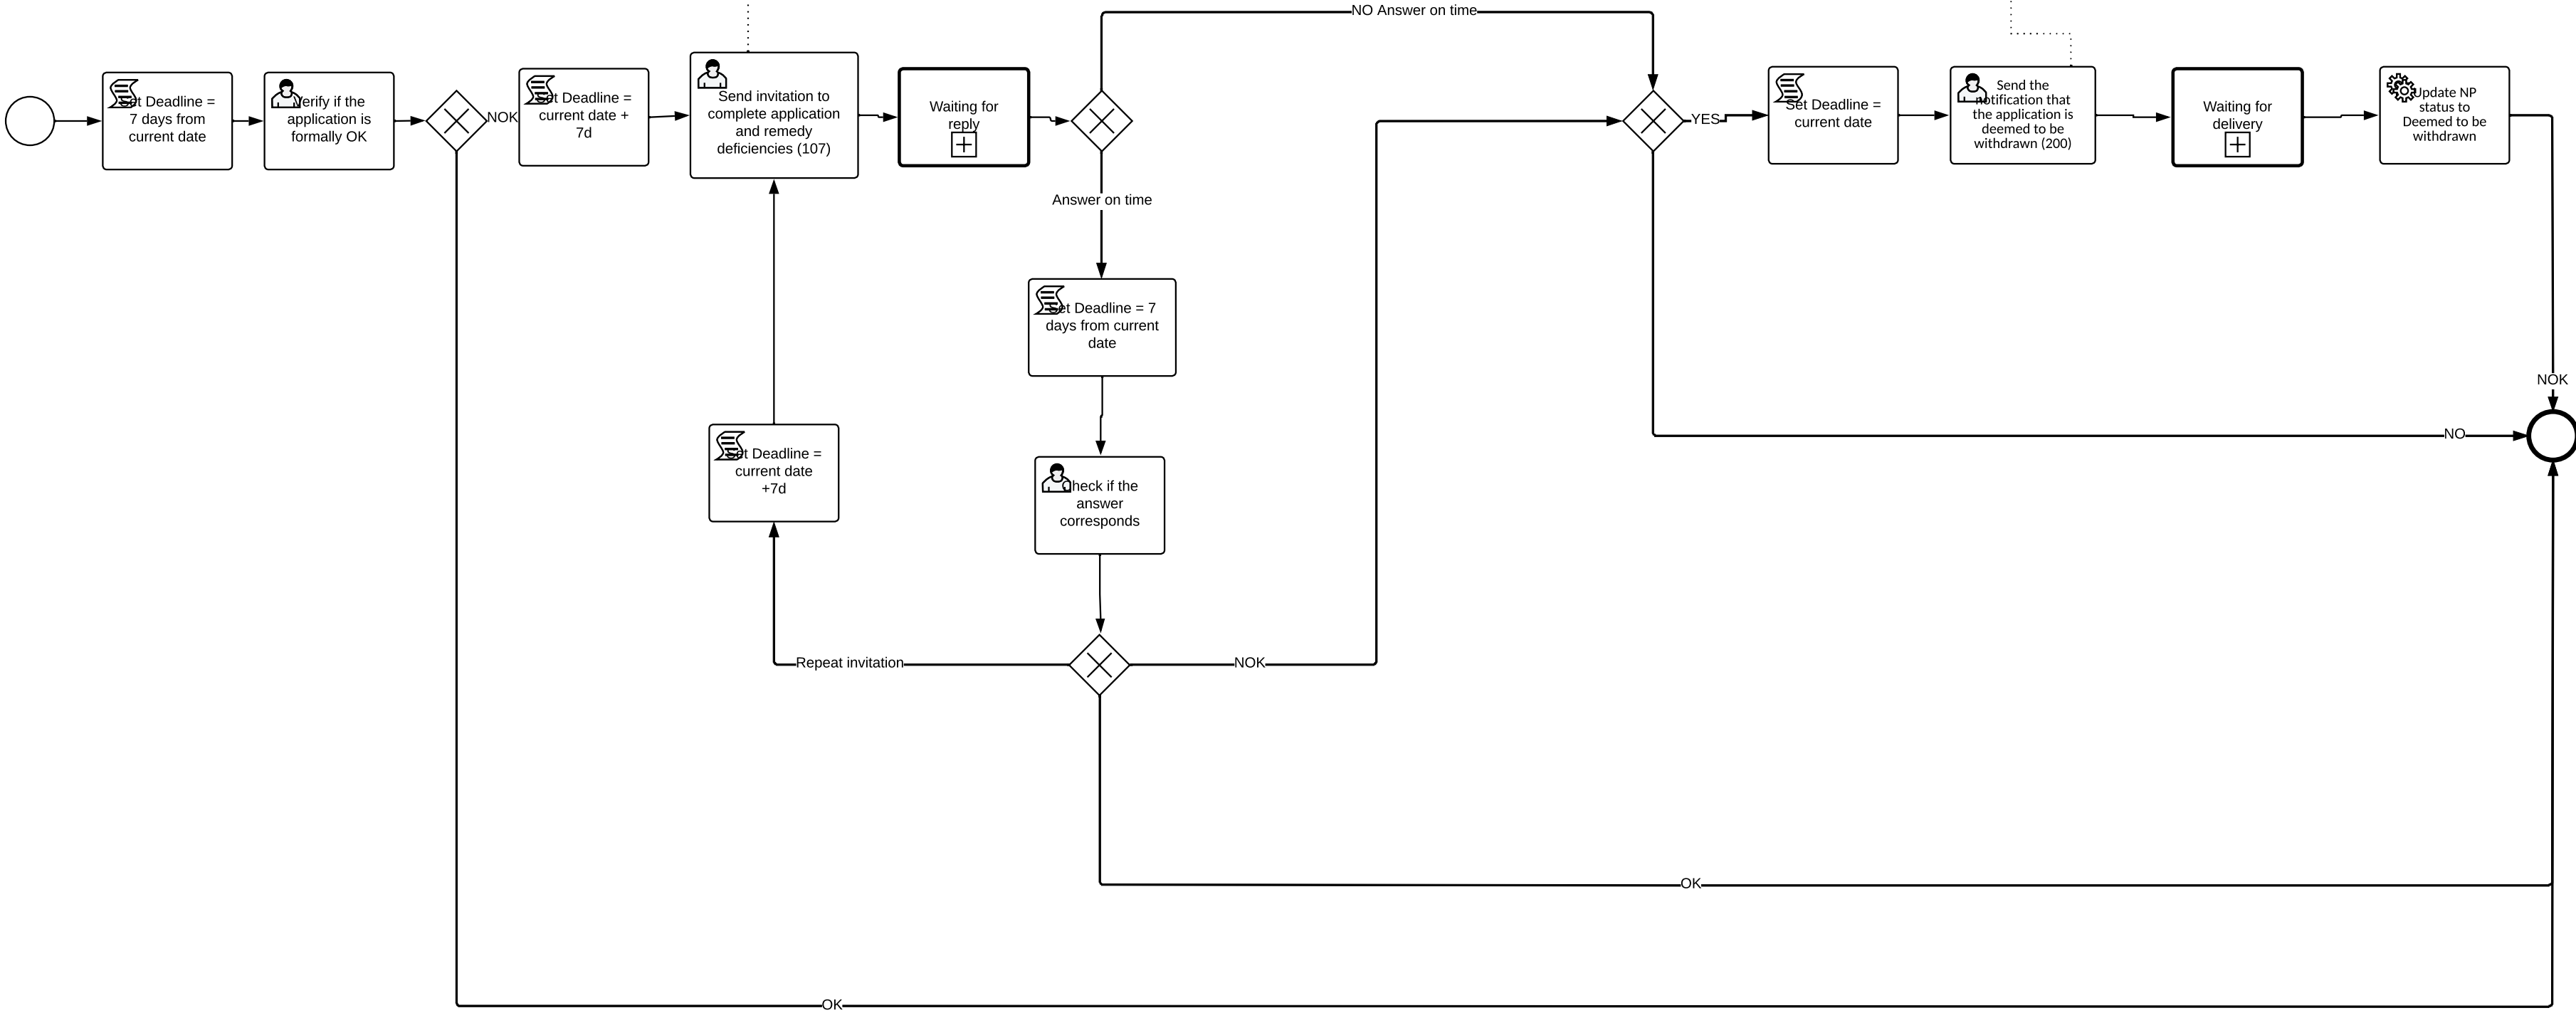 NO Answer on time
Set Deadline =
7 days from
current date
Verify if the
application is
formally OK
NOK
Set Deadline =
current date +
7d
Send invitation to
complete application
and remedy
deficiencies (107)
Waiting for
reply
YES
Set Deadline =
current date
Send the
notification that
the application is
deemed to be
withdrawn (200)
Waiting for
delivery
Update NP
status to
Deemed to be
withdrawn
Answer on time
Set Deadline = 7
days from current
date
NOK
NO
Set Deadline =
current date
+7d
Check if the
answer
corresponds
Repeat invitation
NOK
OK
OK